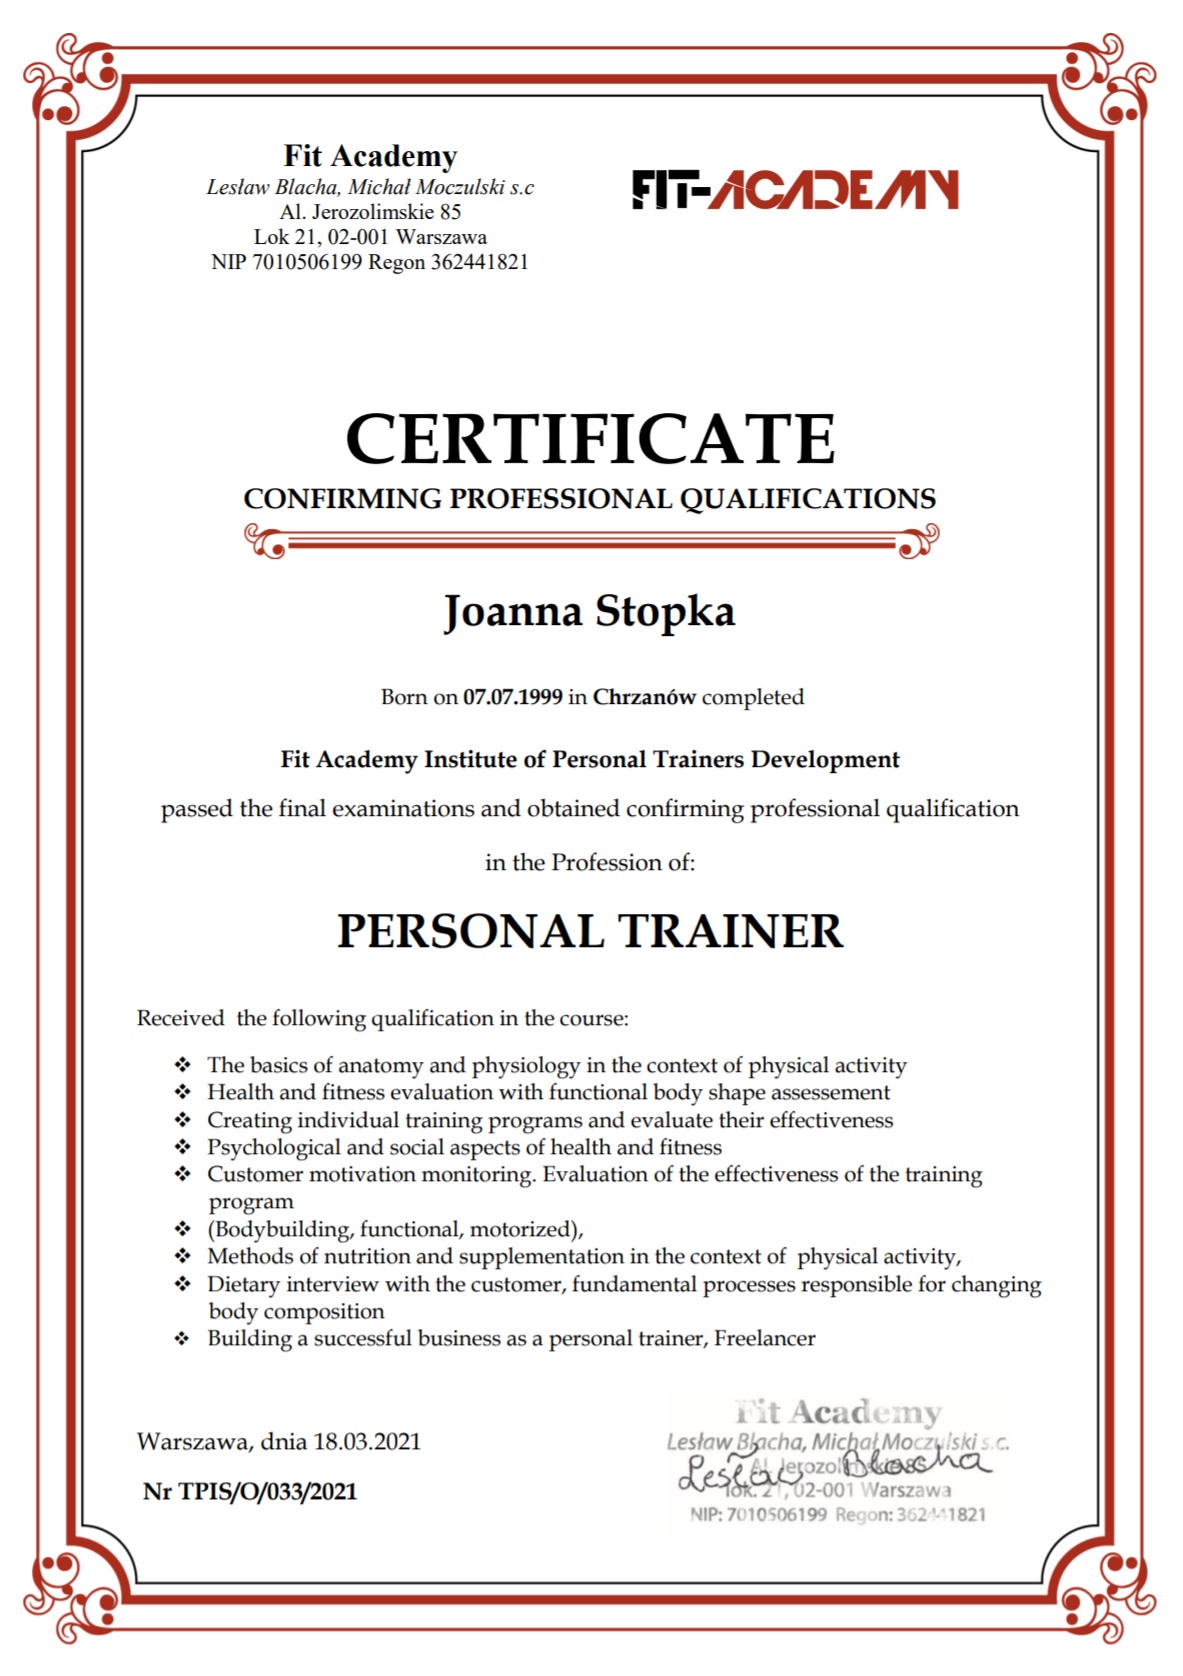 Fit Academy
Lesław Blacha, Michał Moczulski s.c
Al. Jerozolimskie 85
Lok 21, 02-001 Warszawa
NIP 7010506199 Regon 362441821
FIT-ACADEMY
CERTIFICATE
CONFIRMING PROFESSIONAL QUALIFICATIONS
Joanna Stopka
Born on 07.07.1999 in Chrzanów completed
Fit Academy Institute of Personal Trainers Development
passed the final examinations and obtained confirming professional qualification
in the Profession of:
PERSONAL TRAINER
Received the following qualification in the course:
❖ The basics of anatomy and physiology in the context of physical activity
❖ Health and fitness evaluation with functional body shape assessement
❖ Creating individual training programs and evaluate their effectiveness
❖ Psychological and social aspects of health and fitness
❖ Customer motivation monitoring. Evaluation of the effectiveness of the training
program
❖ (Bodybuilding, functional, motorized),
❖ Methods of nutrition and supplementation in the context of physical activity,
❖ Dietary interview with the customer, fundamental processes responsible for changing
body composition
❖ Building a successful business as a personal trainer, Freelancer
Warszawa, dnia 18.03.2021
Nr TPIS/O/033/2021
Fit Academy
Lesław Blacha, Michał Moczulski s.c.
Al. Jerozolimskie 85
Lesław Blacha
lok. 21, 02-001 Warszawa
NIP: 7010506199 Regon: 362441821